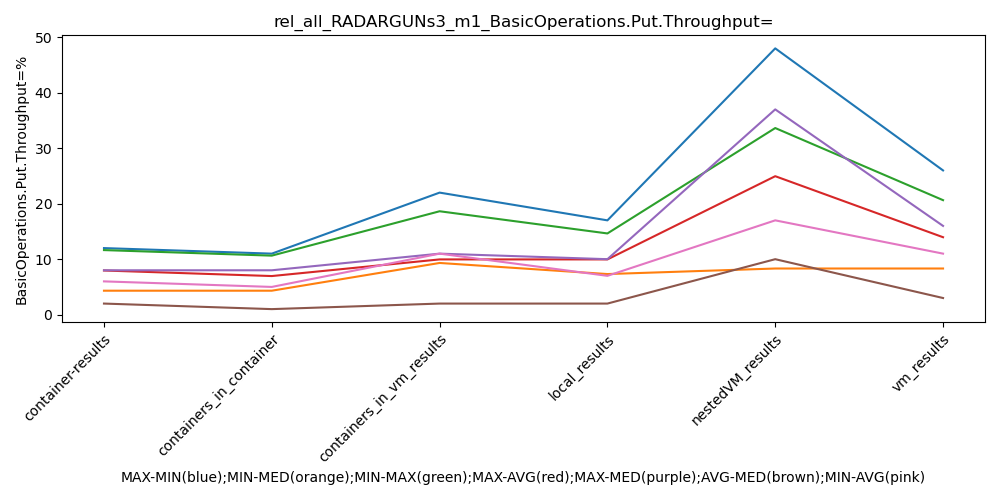 rel_all_RADARGUNs3_m1_BasicOperations.Put.Throughput=
BasicOperations.Put.Throughput=%
50
40
30
20
10
0
container-results
containers_in_container
containers_in_vm_results
local_results
nestedVM_results
vm_results
MAX-MIN(blue);MIN-MED(orange);MIN-MAX(green);MAX-AVG(red);MAX-MED(purple);AVG-MED(brown);MIN-AVG(pink)